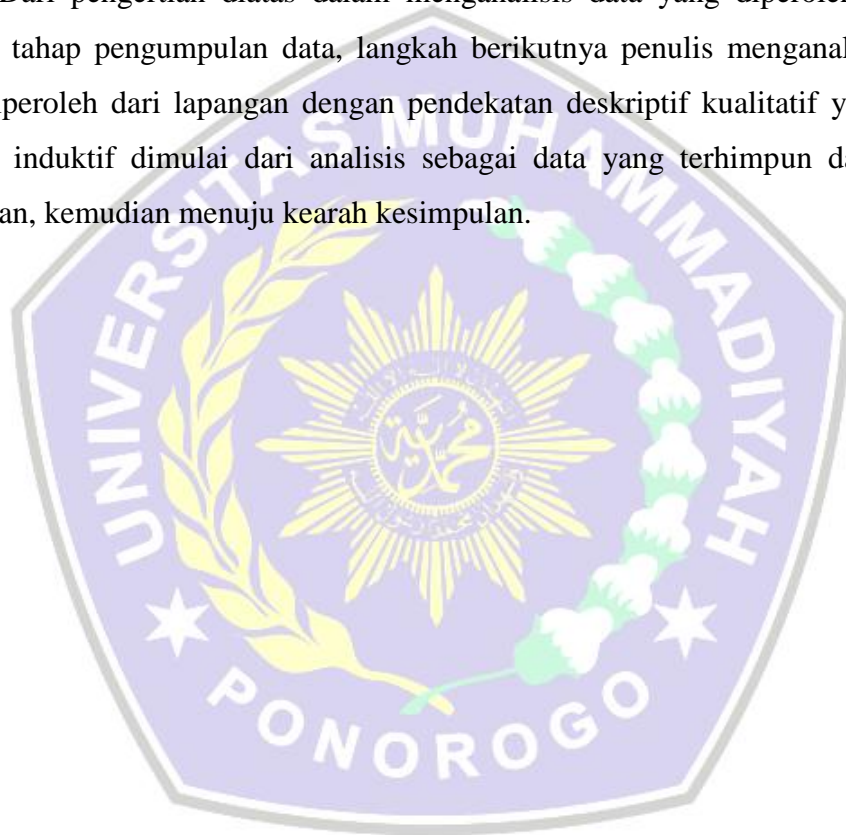 Dari pengertian diatas dalam menganalisis data yang diperoleh
tahap pengumpulan data, langkah berikutnya penulis menganal
peroleh dari lapangan dengan pendekatan deskriptif kualitatif y
induktif dimulai dari analisis sebagai data yang terhimpun da
an, kemudian menuju kearah kesimpulan.
UNIVERSITAS MUHAMMADIYAH
PONOROGO
محمدية